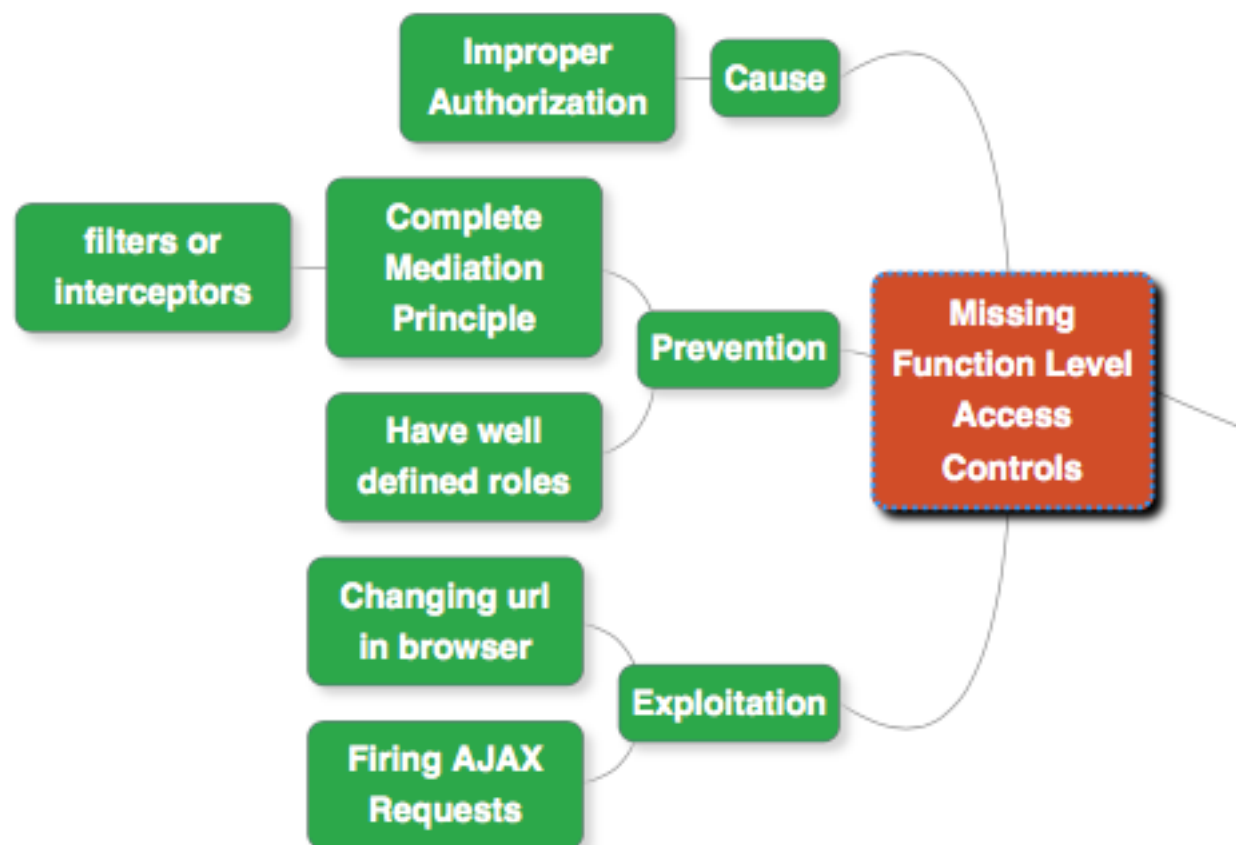 Improper
Authorization
Cause
filters or
interceptors
Complete
Mediation
Principle
Prevention
Have well
defined roles
Missing
Function Level
Access
Controls
Changing url
in browser
Exploitation
Firing AJAX
Requests